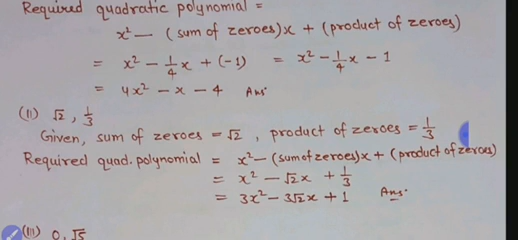 Required quadratic polynomial =
x² — (sum of zeroes)x + (product of zeroes)
= x² - 1/4 x + (-1) = x² - 1/4 x - 1
= 4x² - x - 4 Ans.
(II) √2, 1/3
Given, sum of zeroes = √2, product of zeroes = 1/3
Required quad. polynomial = x² - (sum of zeroes)x + (product of zeroes)
= x² - √2x + 1/3
= 3x² - 3√2x + 1 Ans.
(III) 0, √5